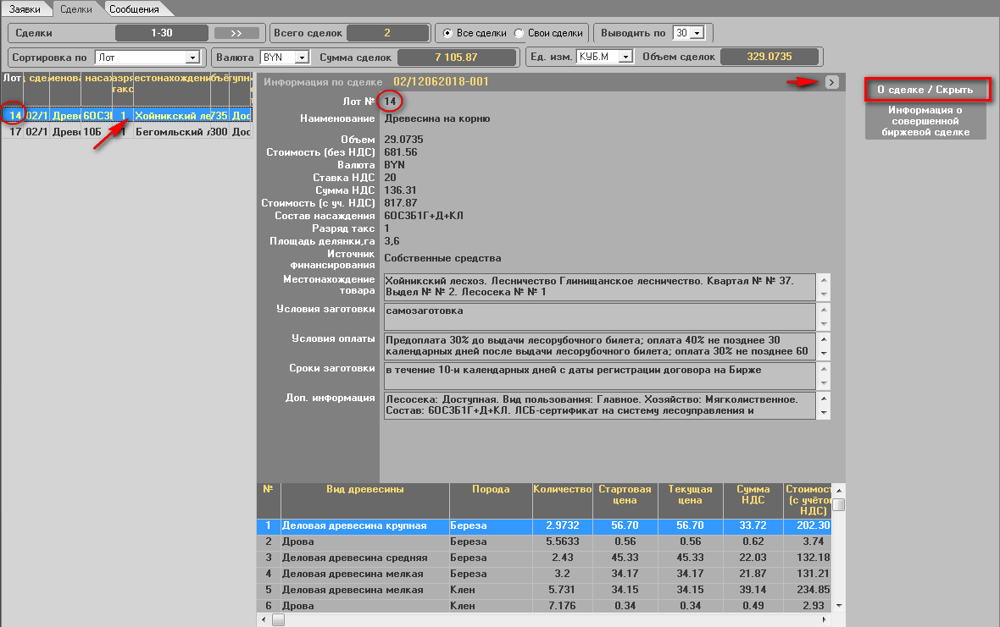 Заявки Сделки Сообщения
Сделки 1-30 >> Всего сделок 2 Все сделки Свои сделки Выводить по 30
Сортировка по Лот Валюта BYN Сумма сделок 7 105.87 Ед. изм. КУБ.М Объем сделок 329.0735
Лот
такс
14 02/1 Древе 6ОС3Б 1 Хойникский ле 735 Дос
17 02/1 Древе 10Б 1 Бегомльский л 300 Дос
Информация по сделке 02/12062018-001 >
Лот № 14
Наименование Древесина на корню
Объем 29.0735
Стоимость (без НДС) 681.56
Валюта BYN
Ставка НДС 20
Сумма НДС 136.31
Стоимость (с уч. НДС) 817.87
Состав насаждения 6ОС3Б1Г+Д+КЛ
Разряд такс 1
Площадь делянки,га 3,6
Источник
финансирования Собственные средства
Местонахождение
товара
Хойникский лесхоз. Лесничество Глинищанское лесничество. Квартал № № 37.
Выдел № № 2. Лесосека № № 1
Условия заготовки самозаготовка
Условия оплаты Предоплата 30% до выдачи лесорубочного билета; оплата 40% не позднее 30
календарных дней после выдачи лесорубочного билета; оплата 30% не позднее 60
Сроки заготовки в течение 10-и календарных дней с даты регистрации договора на Бирже
Доп. информация Лесосека: Доступная. Вид пользования: Главное. Хозяйство: Мягколиственное.
Состав: 6ОС3Б1Г+Д+КЛ. ЛСБ-сертификат на систему лесоуправления и
О сделке / Скрыть
Информация о
совершенной
биржевой сделке
№ Вид древесины Порода Количество Стартовая цена Текущая цена Сумма НДС Стоимост (с учётом НДС)
1 Деловая древесина крупная Береза 2.9732 56.70 56.70 33.72 202.30
2 Дрова Береза 5.5633 0.56 0.56 0.62 3.74
3 Деловая древесина средняя Береза 2.43 45.33 45.33 22.03 132.18
4 Деловая древесина мелкая Береза 3.2 34.17 34.17 21.87 131.21
5 Деловая древесина мелкая Клен 5.731 34.15 34.15 39.14 234.85
6 Дрова Клен 7.176 0.34 0.34 0.49 2.93